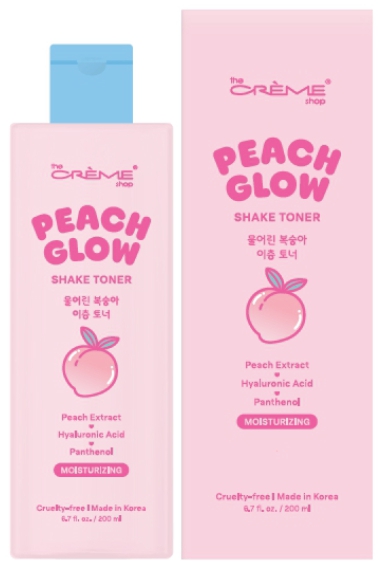 the
CRÈME®
shop
PEACH
GLOW
SHAKE TONER
물어린 복숭아
이층 토너
Peach Extract
Hyaluronic Acid
Panthenol
MOISTURIZING
Cruelty-free | Made in Korea
6.7 fl. oz. / 200 ml
the
CRÈME®
shop
PEACH
GLOW
SHAKE TONER
물어린 복숭아
이층 토너
Peach Extract
Hyaluronic Acid
Panthenol
MOISTURIZING
Cruelty-free | Made in Korea
6.7 fl. oz. / 200 ml